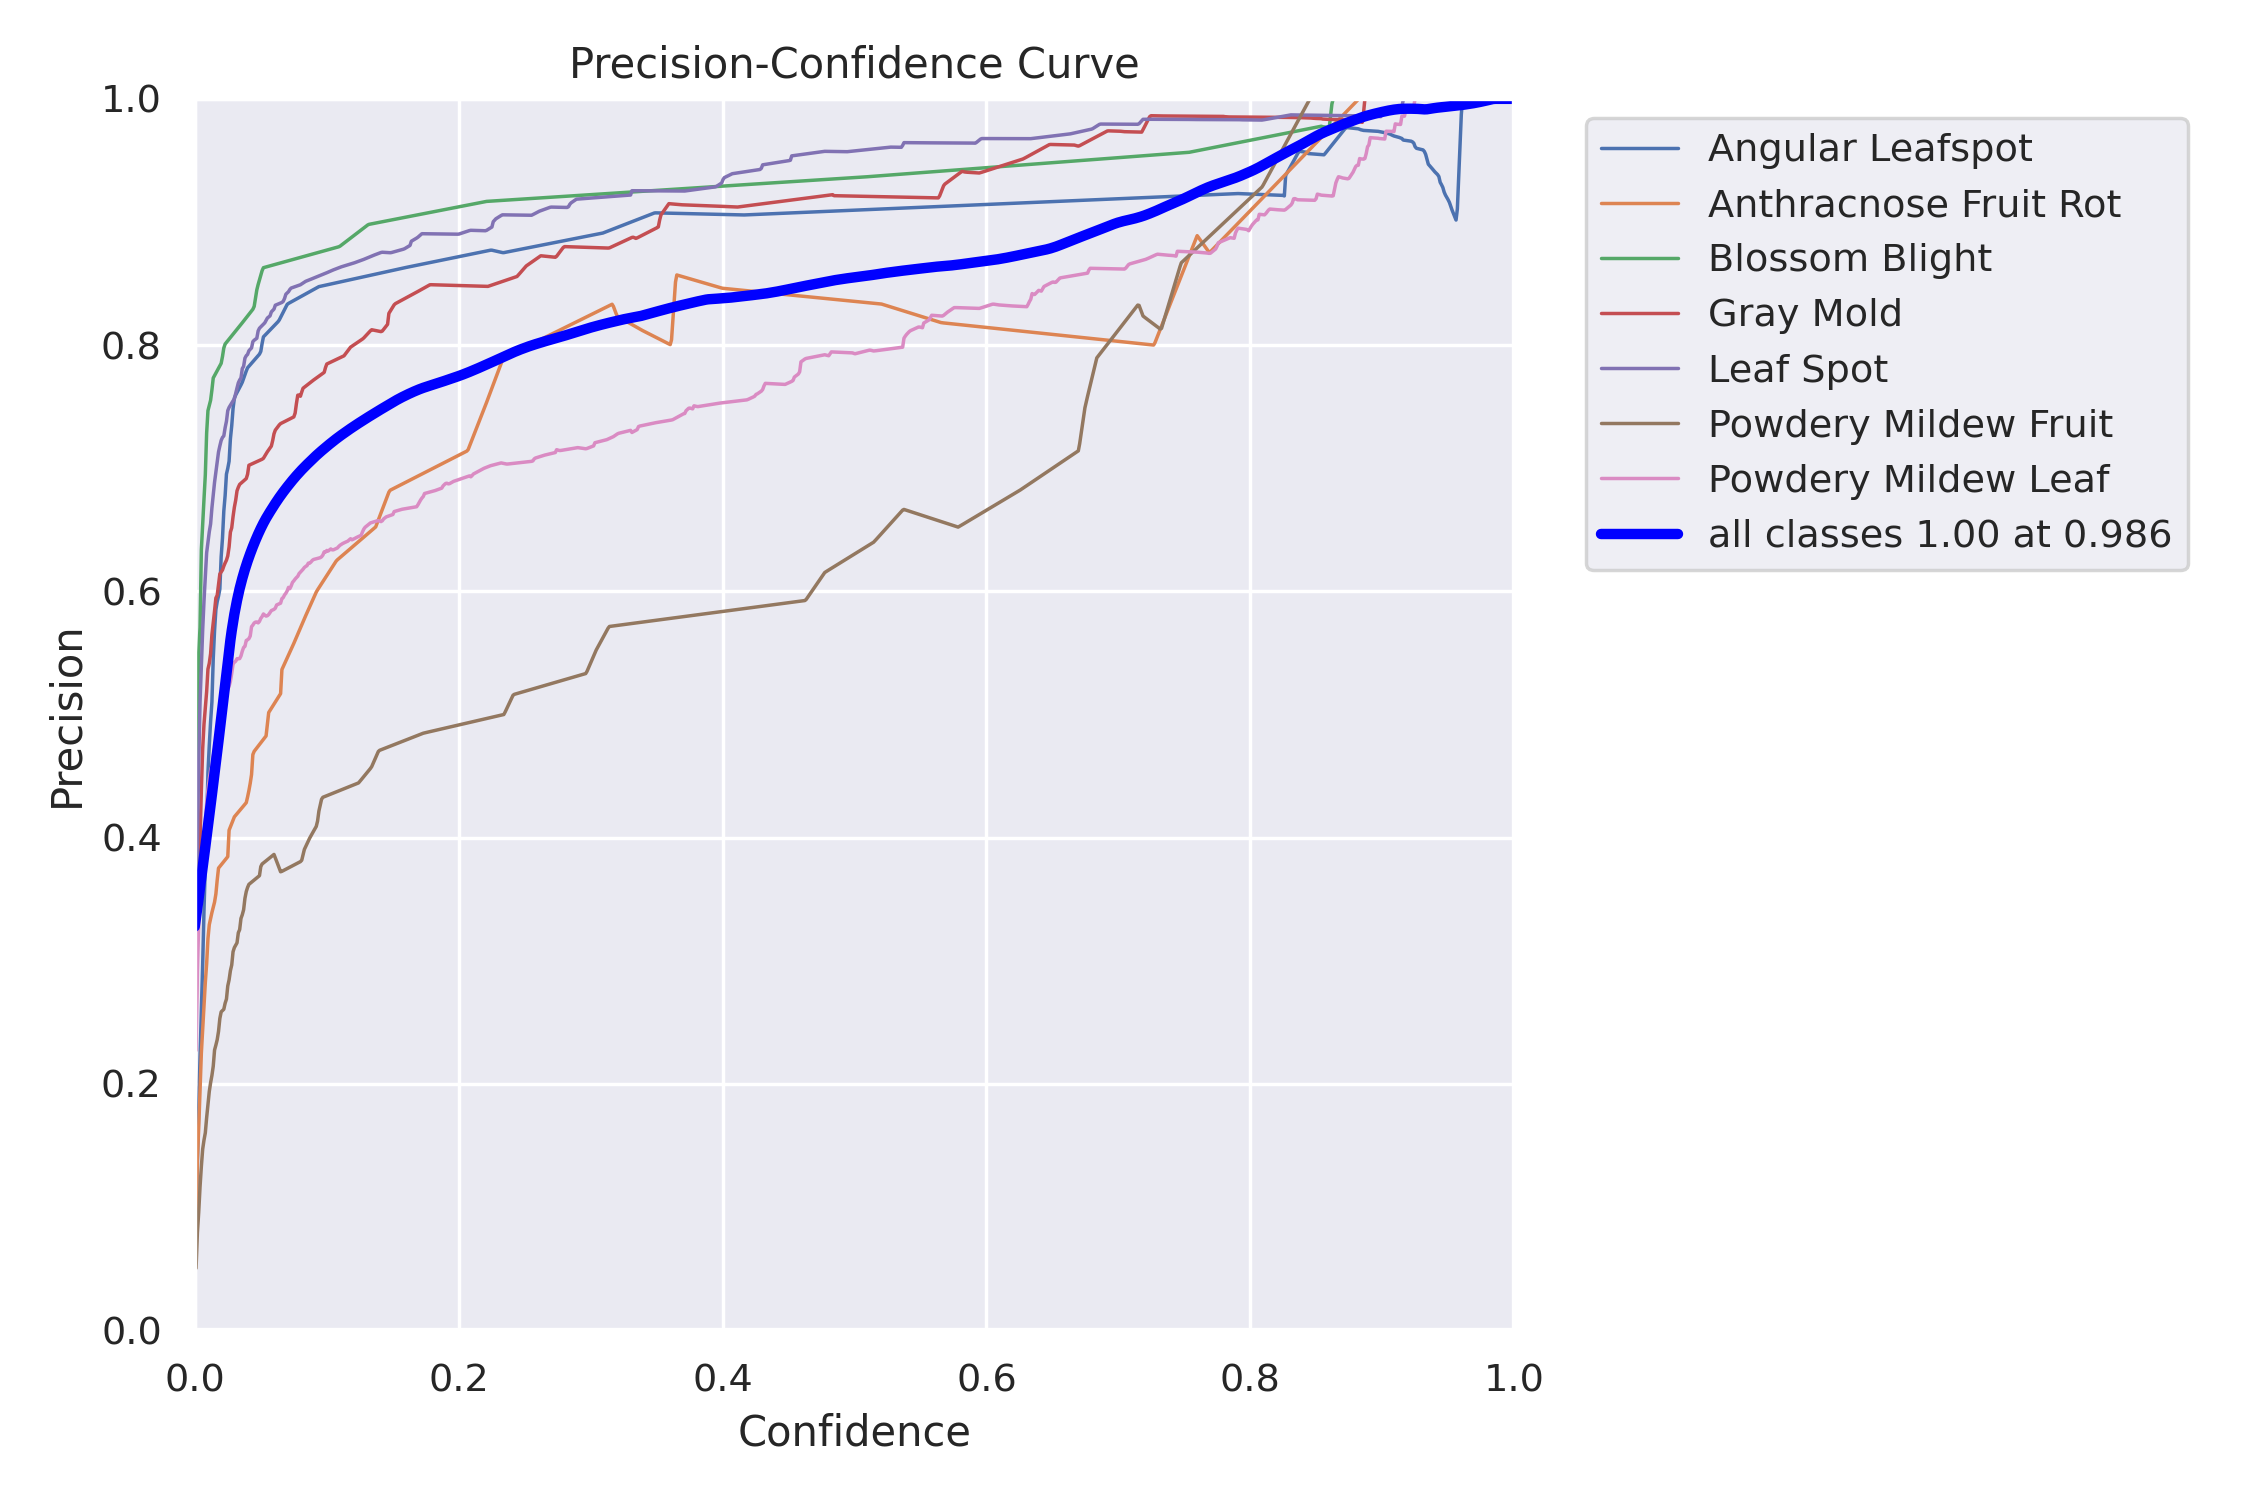 Precision-Confidence Curve
1.0
0.8
0.6
0.4
0.2
0.0
Precision
0.0 0.2 0.4 0.6 0.8 1.0
Confidence
Angular Leafspot
Anthracnose Fruit Rot
Blossom Blight
Gray Mold
Leaf Spot
Powdery Mildew Fruit
Powdery Mildew Leaf
all classes 1.00 at 0.986